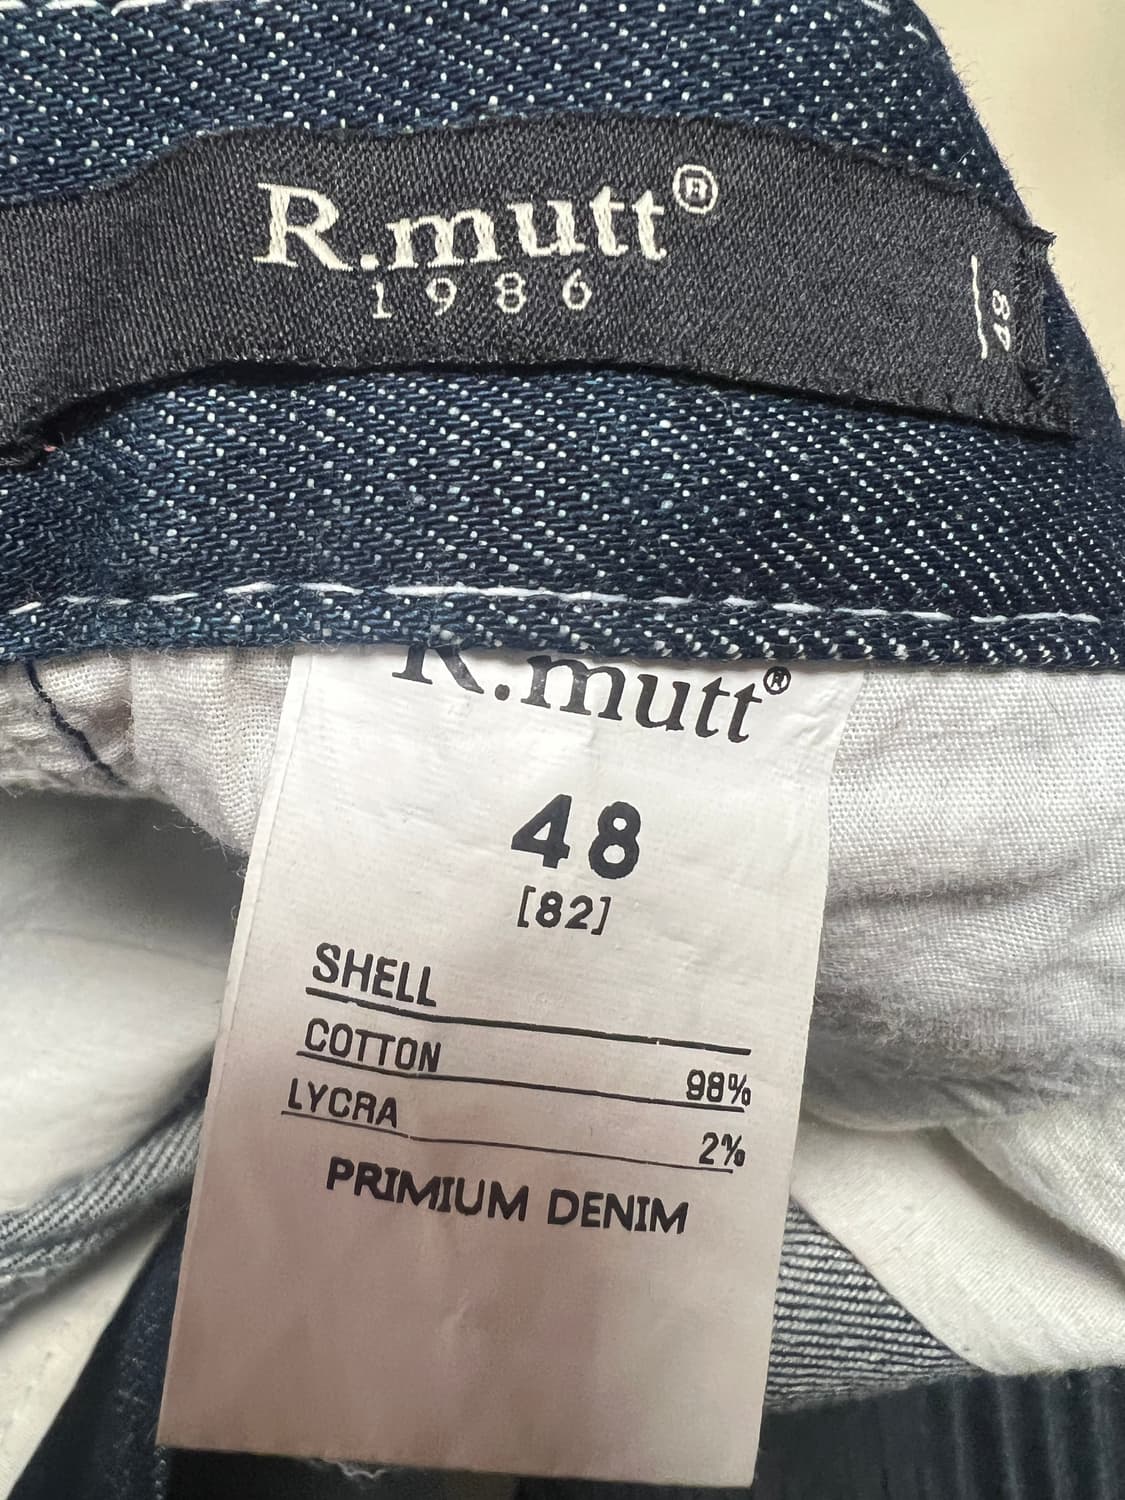 R.mutt®
1986
48
R.mutt®
48
[82]
SHELL
COTTON 98%
LYCRA 2%
PRIMIUM DENIM